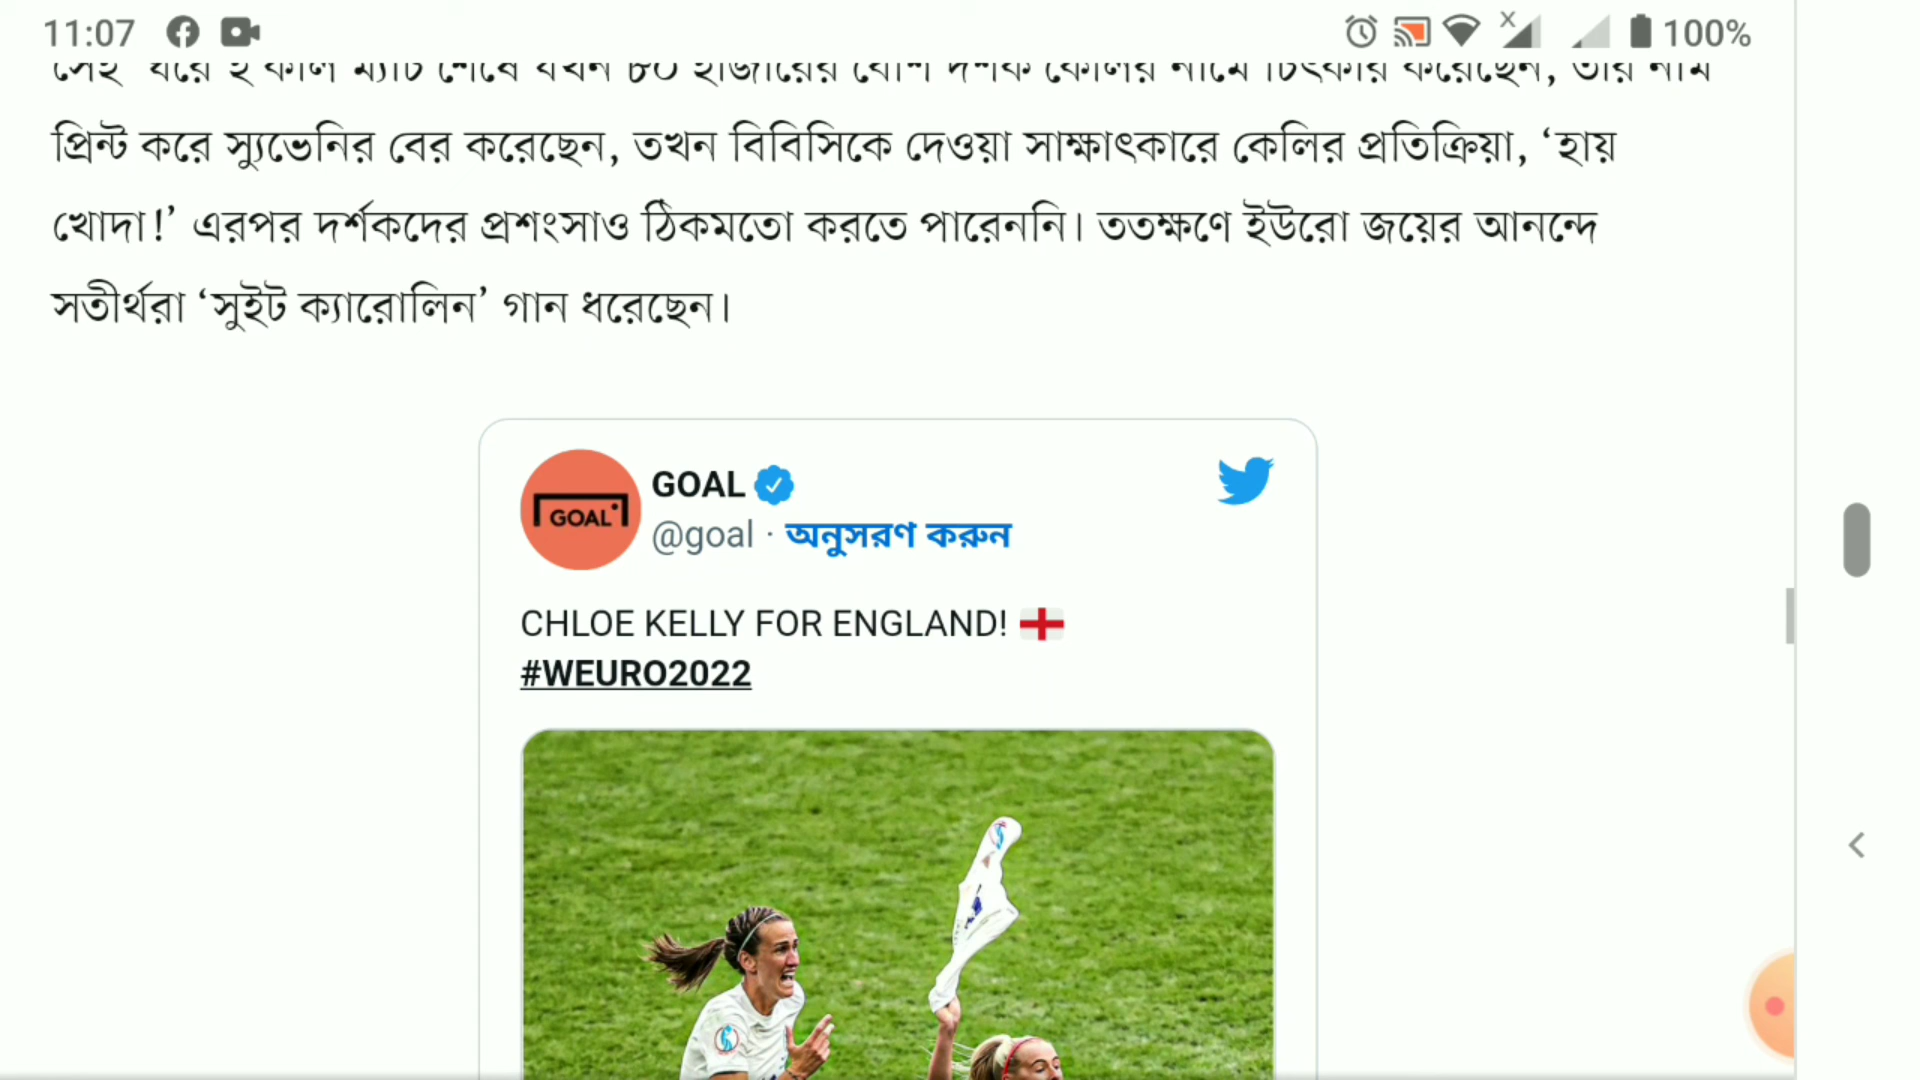 11:07
100%
প্রিন্ট করে স্যুভেনির বের করেছেন, তখন বিবিসিকে দেওয়া সাক্ষাৎকারে কেলির প্রতিক্রিয়া, ‘হায়
খোদা!’ এরপর দর্শকদের প্রশংসাও ঠিকমতো করতে পারেননি। ততক্ষণে ইউরো জয়ের আনন্দে
সতীর্থরা ‘সুইট ক্যারোলিন’ গান ধরেছেন।
GOAL
GOAL
@goal · অনুসরণ করুন
CHLOE KELLY FOR ENGLAND!
#WEURO2022